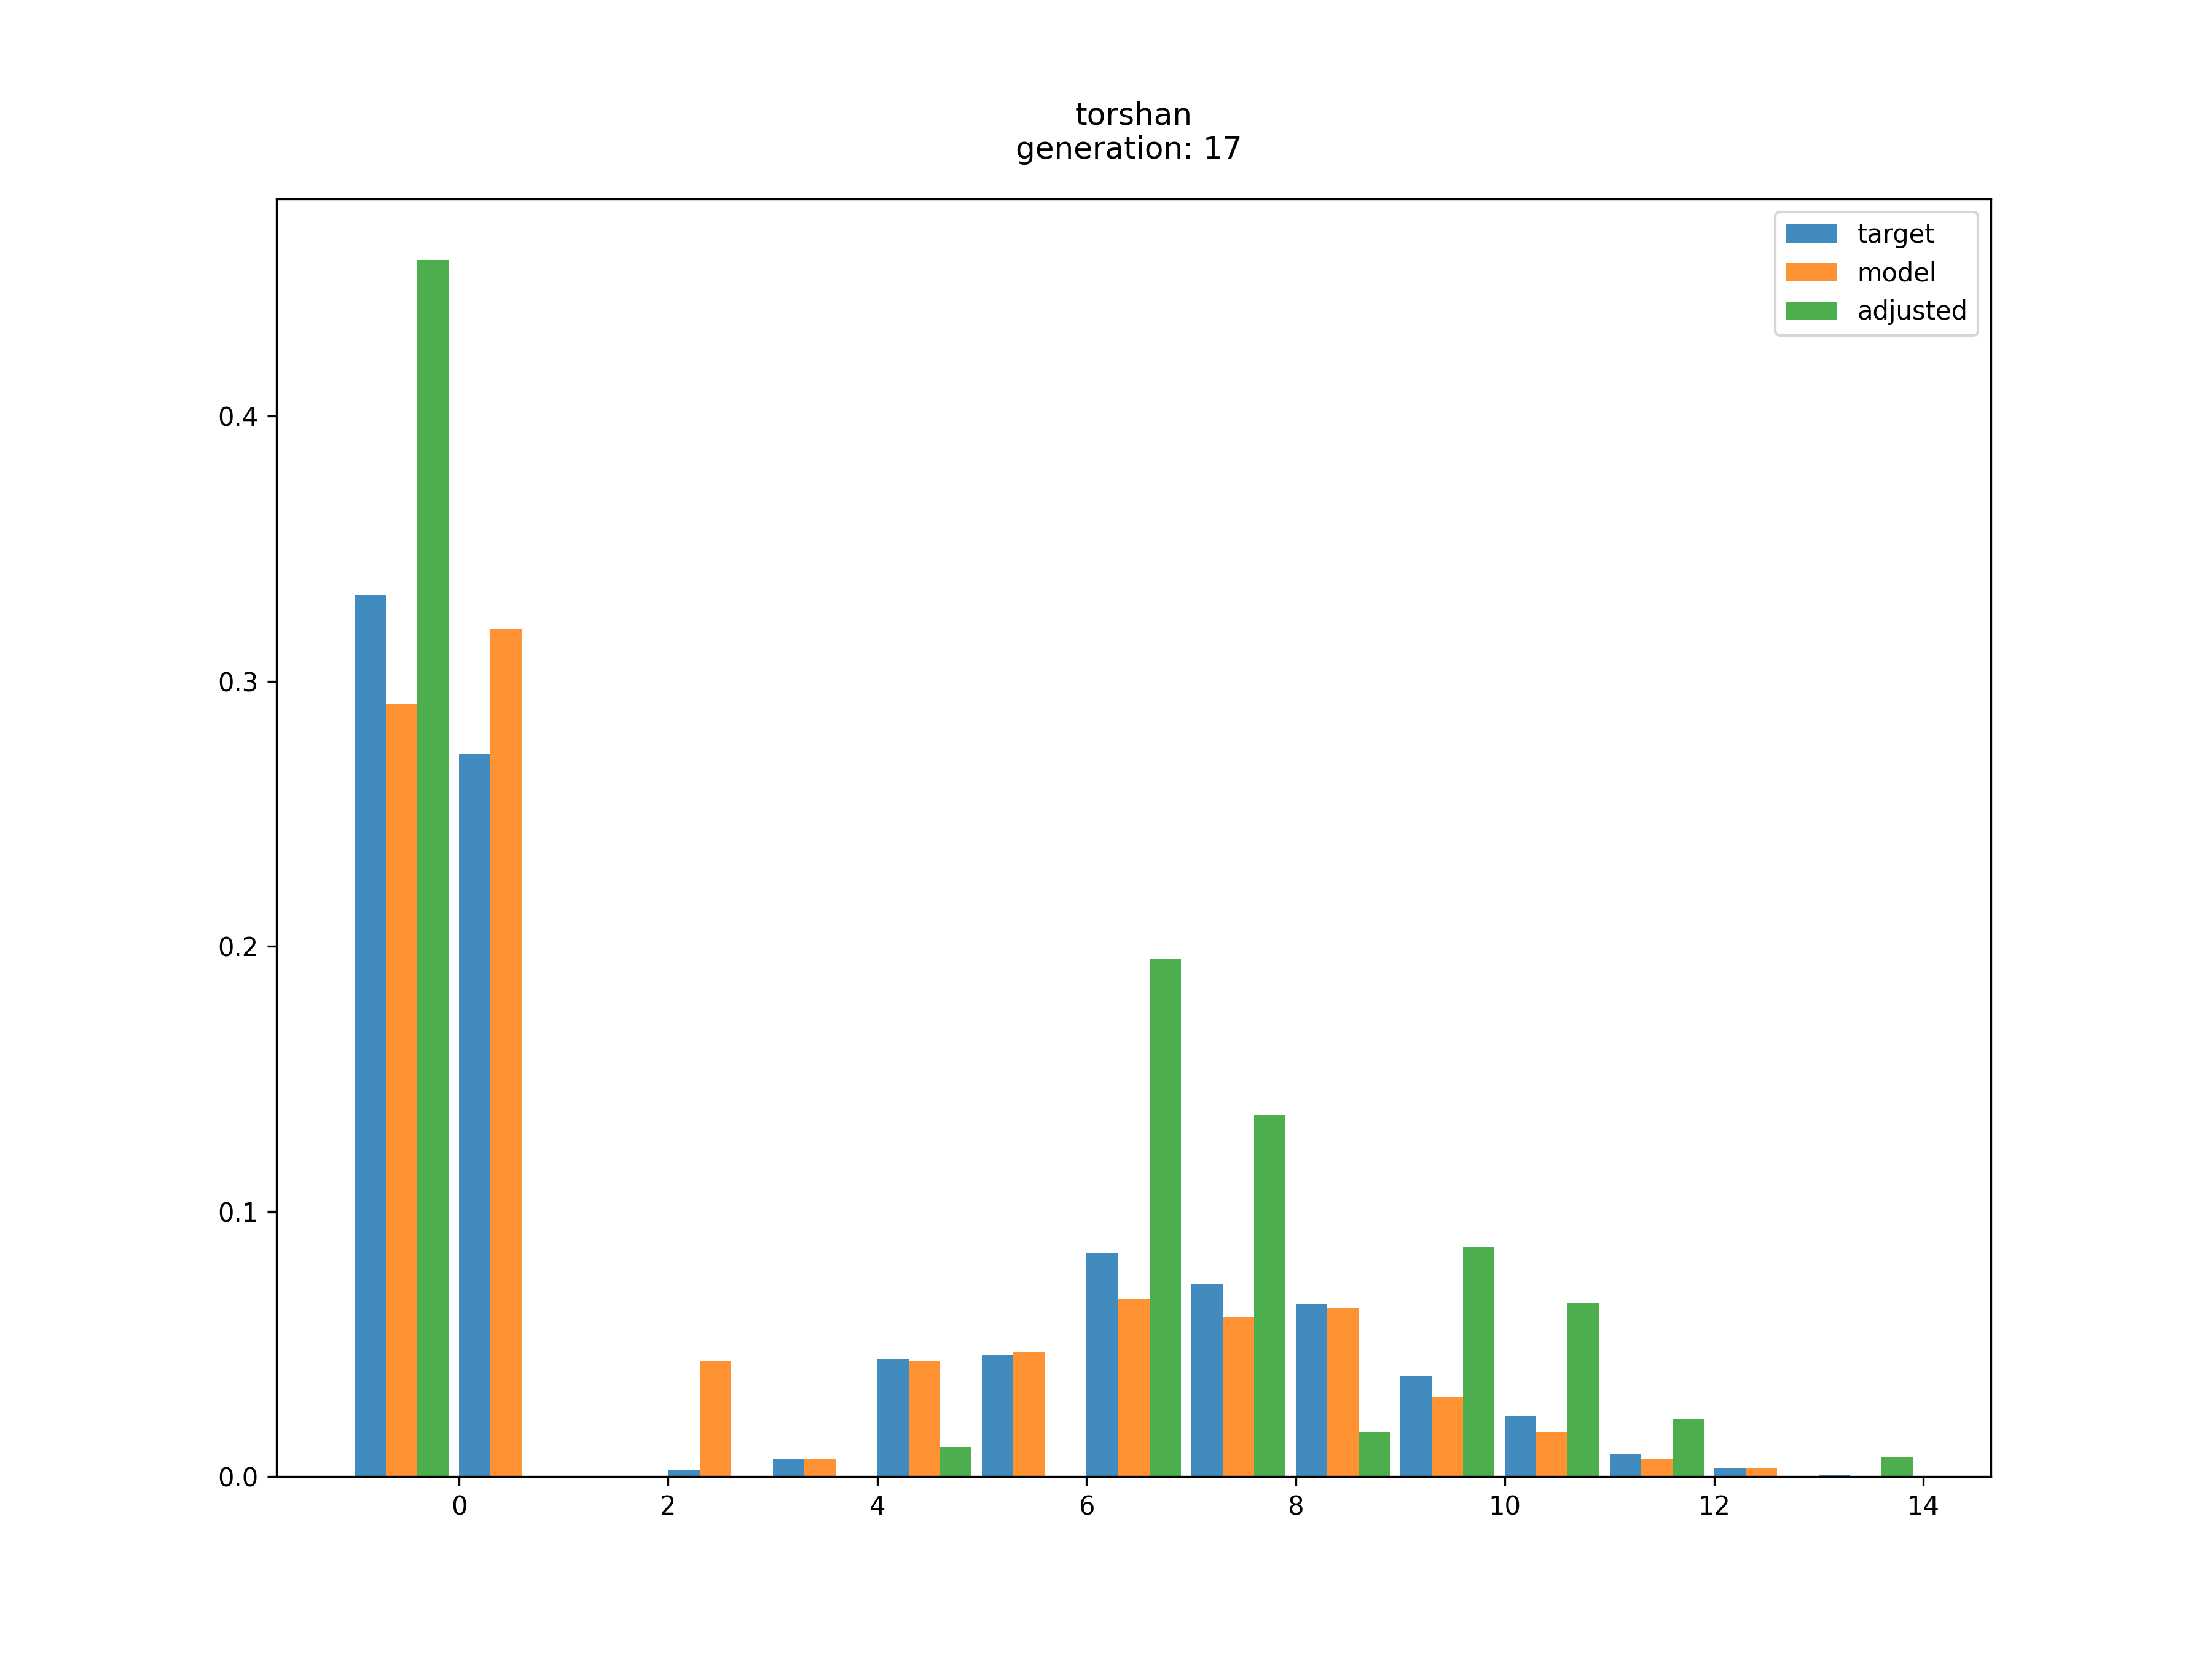 torshan
generation: 17
target
model
adjusted
0.4
0.3
0.2
0.1
0.0
0 2 4 6 8 10 12 14